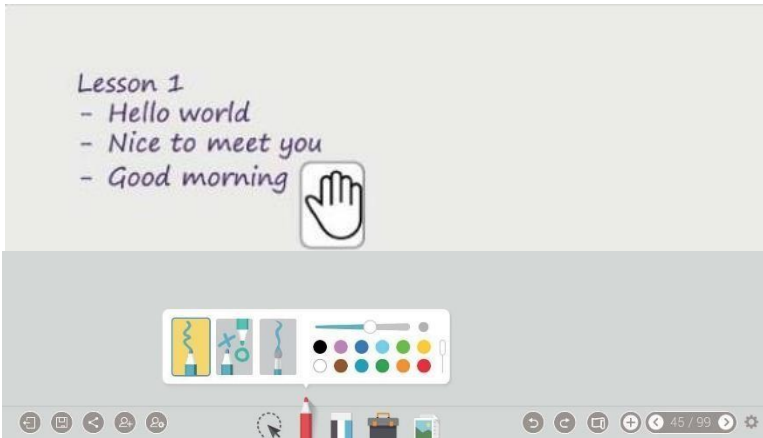 Lesson 1
- Hello world
- Nice to meet you
- Good morning
45 / 99